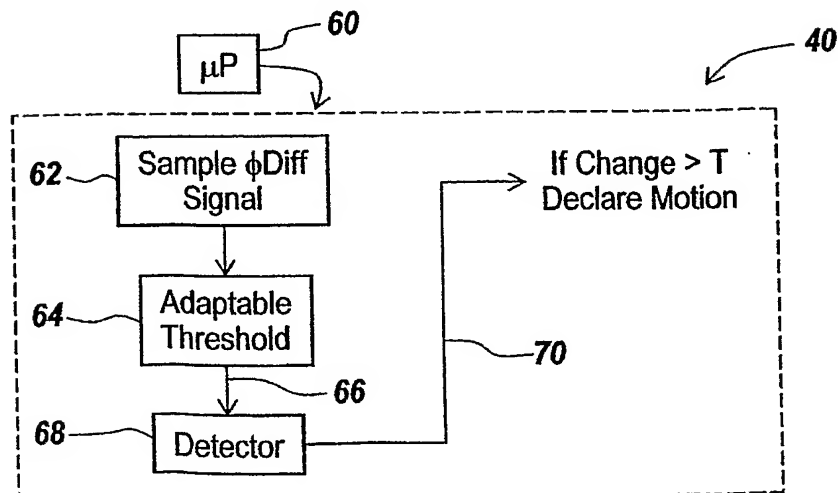 60
μP
40
62
Sample ϕDiff
Signal
If Change > T
Declare Motion
64
Adaptable
Threshold
70
66
68
Detector